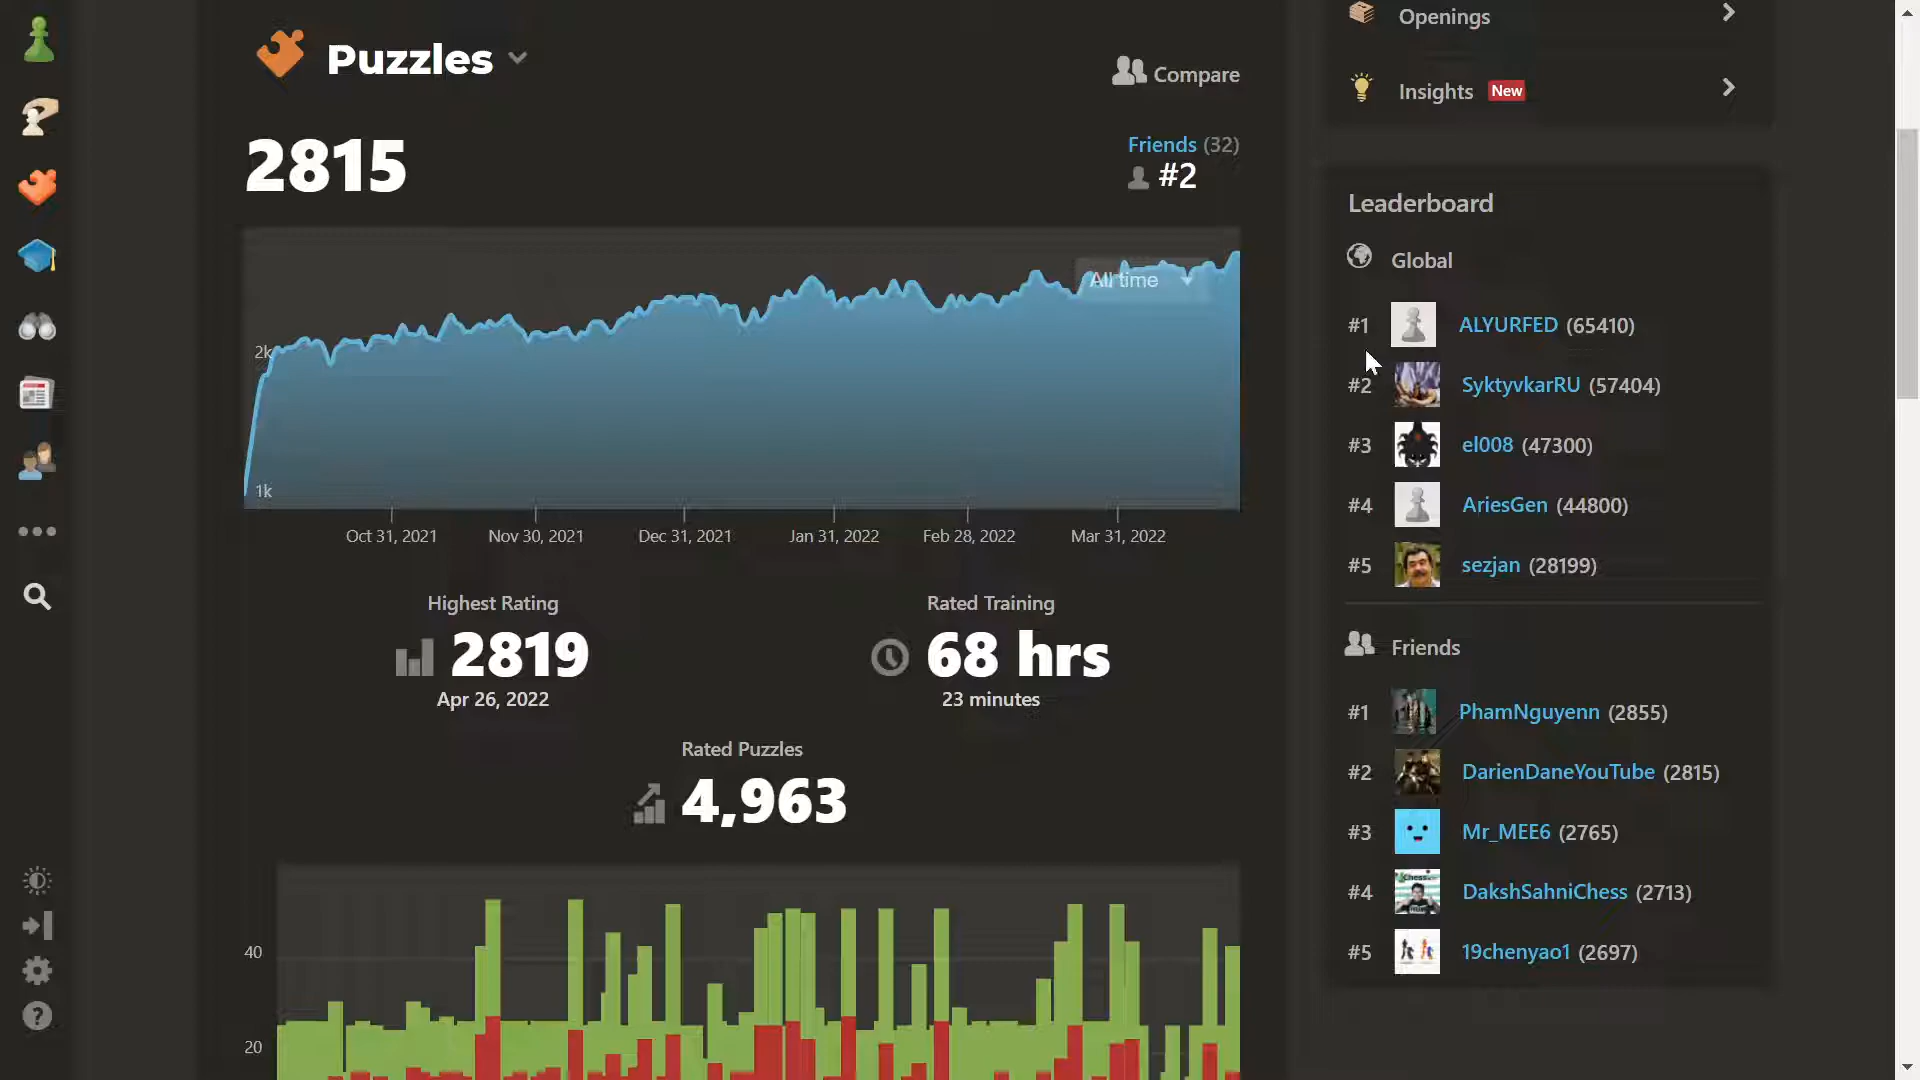 Puzzles
Compare
2815
Friends (32)
#2
All time
2k
1k
Oct 31, 2021
Nov 30, 2021
Dec 31, 2021
Jan 31, 2022
Feb 28, 2022
Mar 31, 2022
Highest Rating
2819
Apr 26, 2022
Rated Training
68 hrs
23 minutes
Rated Puzzles
4,963
40
20
Openings
Insights New
Leaderboard
Global
#1 ALYURFED (65410)
#2 SyktyvkarRU (57404)
#3 el008 (47300)
#4 AriesGen (44800)
#5 sezjan (28199)
Friends
#1 PhamNguyenn (2855)
#2 DarienDaneYouTube (2815)
#3 Mr_MEE6 (2765)
#4 DakshSahniChess (2713)
#5 19chenyao1 (2697)